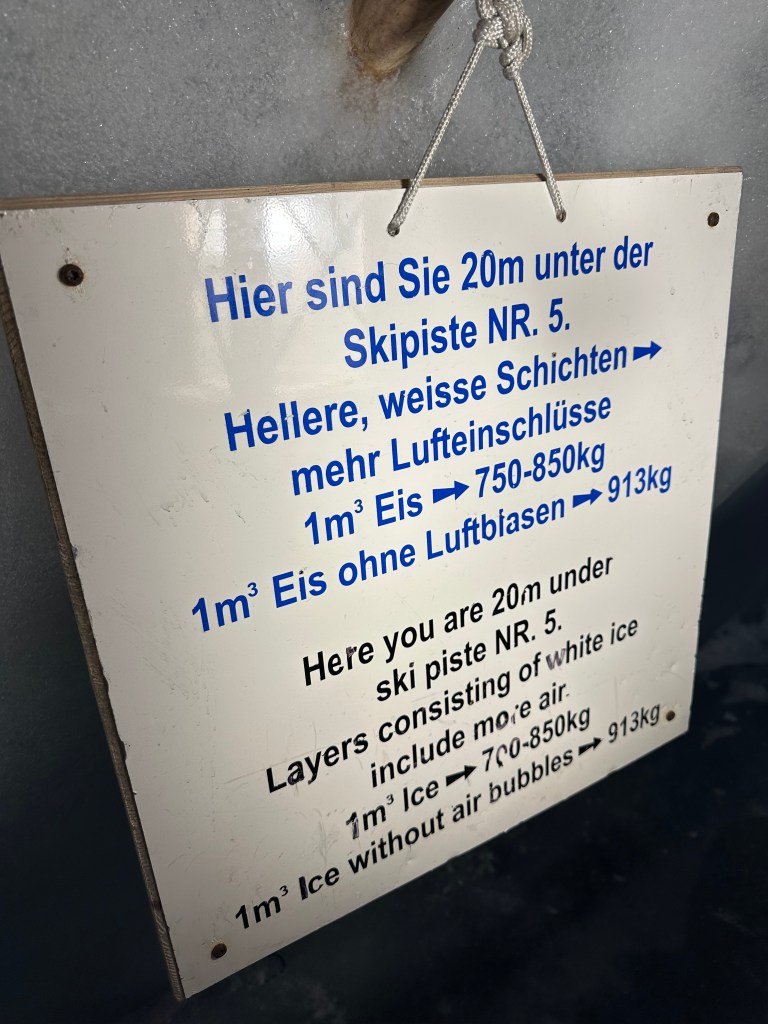 Hier sind Sie 20m unter der
Skipiste NR. 5.
Hellere, weisse Schichten ➡
mehr Lufteinschlüsse
1m³ Eis ➡ 750-850kg
1m³ Eis ohne Luftblasen ➡ 913kg
Here you are 20m under
ski piste NR. 5.
Layers consisting of white ice
include more air.
1m³ Ice ➡ 700-850kg
1m³ Ice without air bubbles ➡ 913kg